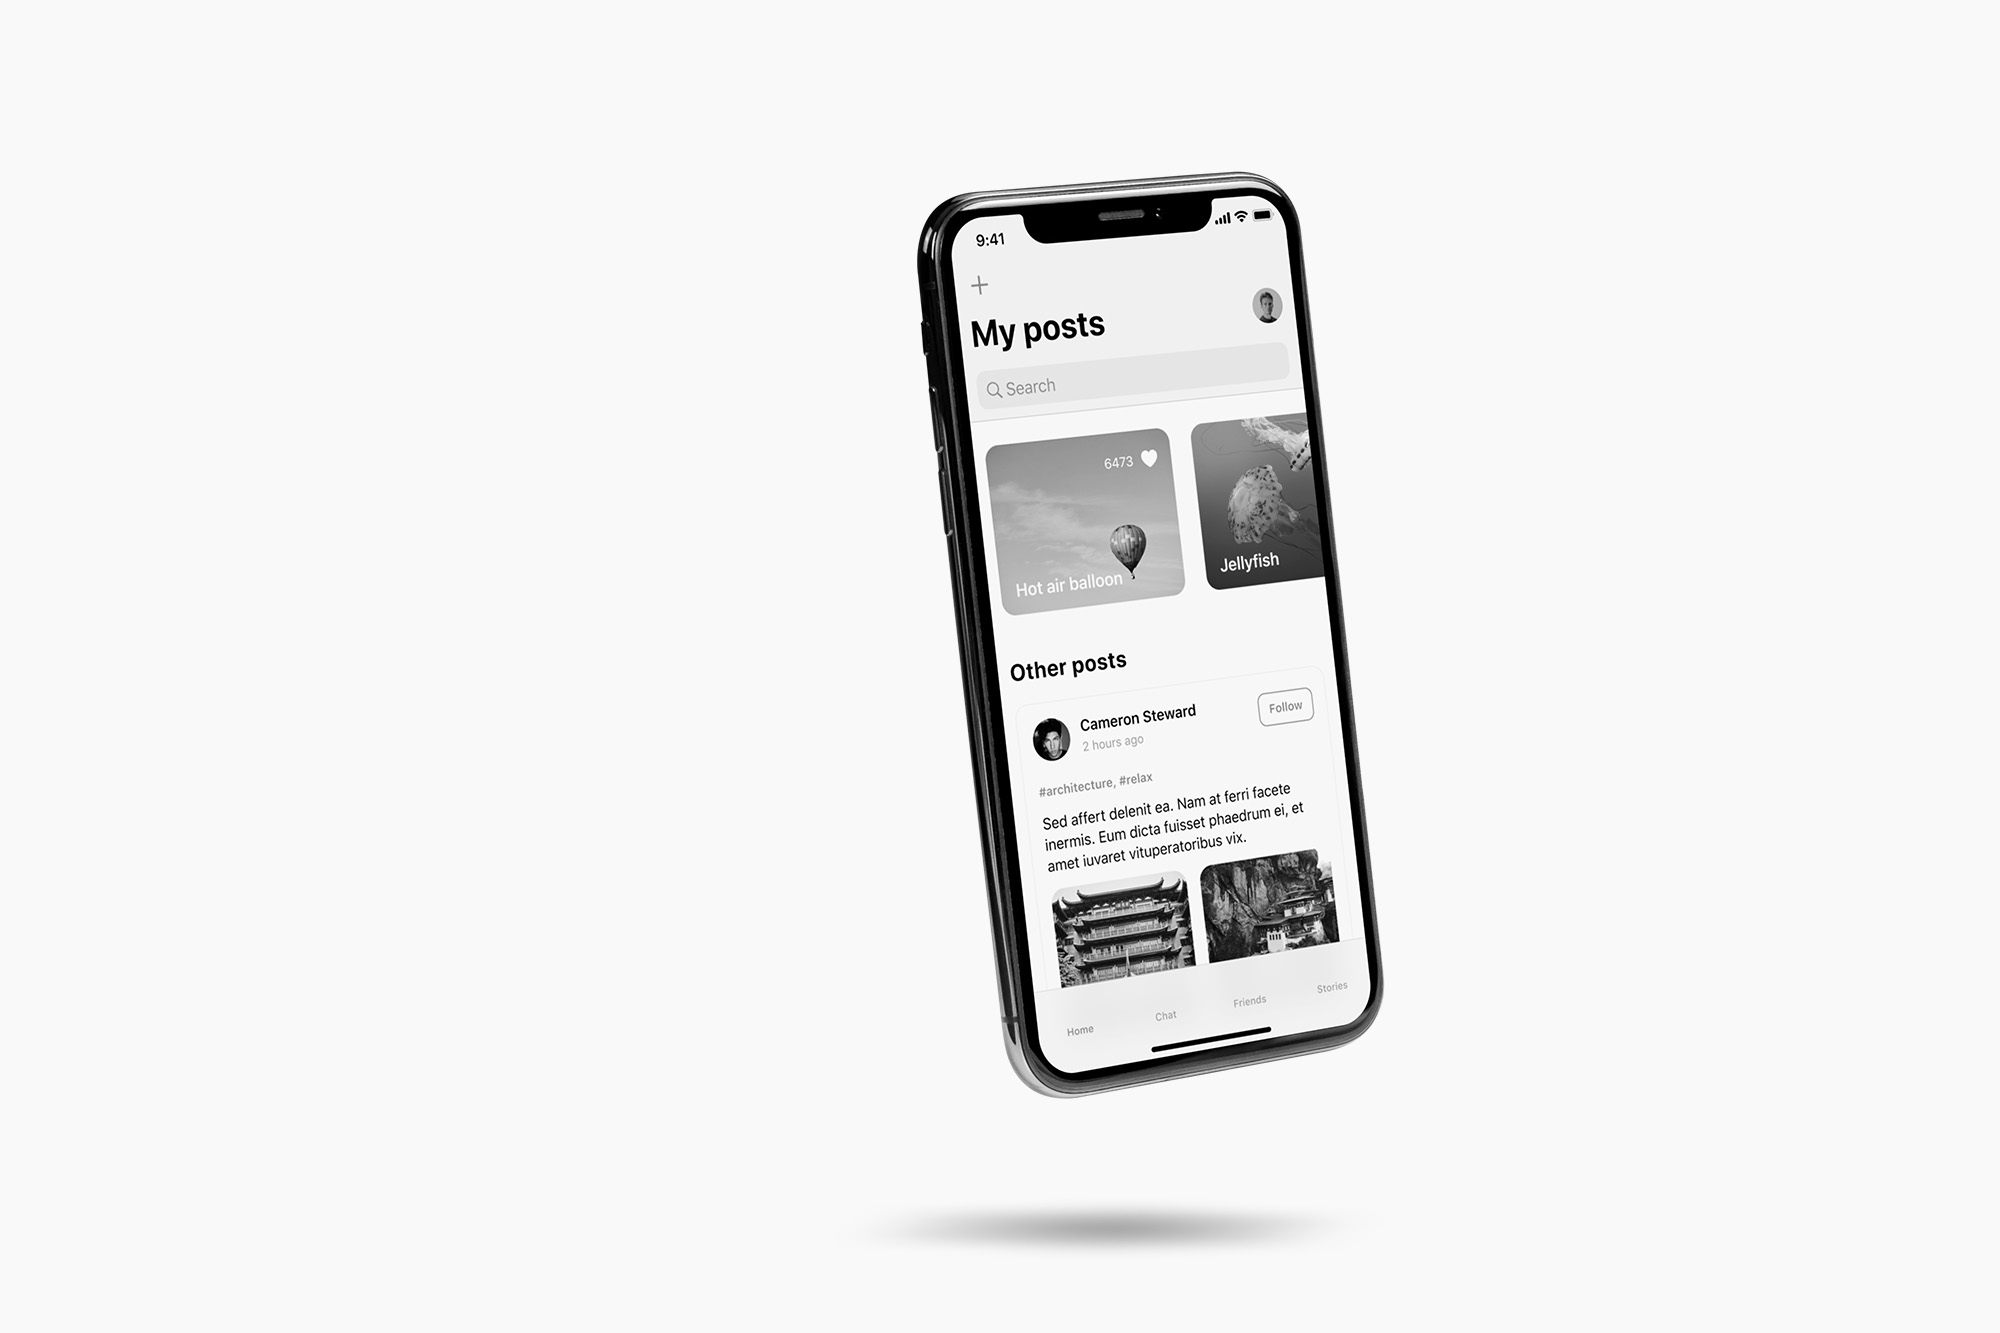 9:41
My posts
Search
6473
Hot air balloon
Jellyfish
Other posts
Cameron Steward
2 hours ago
Follow
#architecture, #relax
Sed affert delenit ea. Nam at ferri facete
inermis. Eum dicta fuisset phaedrum ei, et
amet iuvaret vituperatoribus vix.
Home
Chat
Friends
Stories